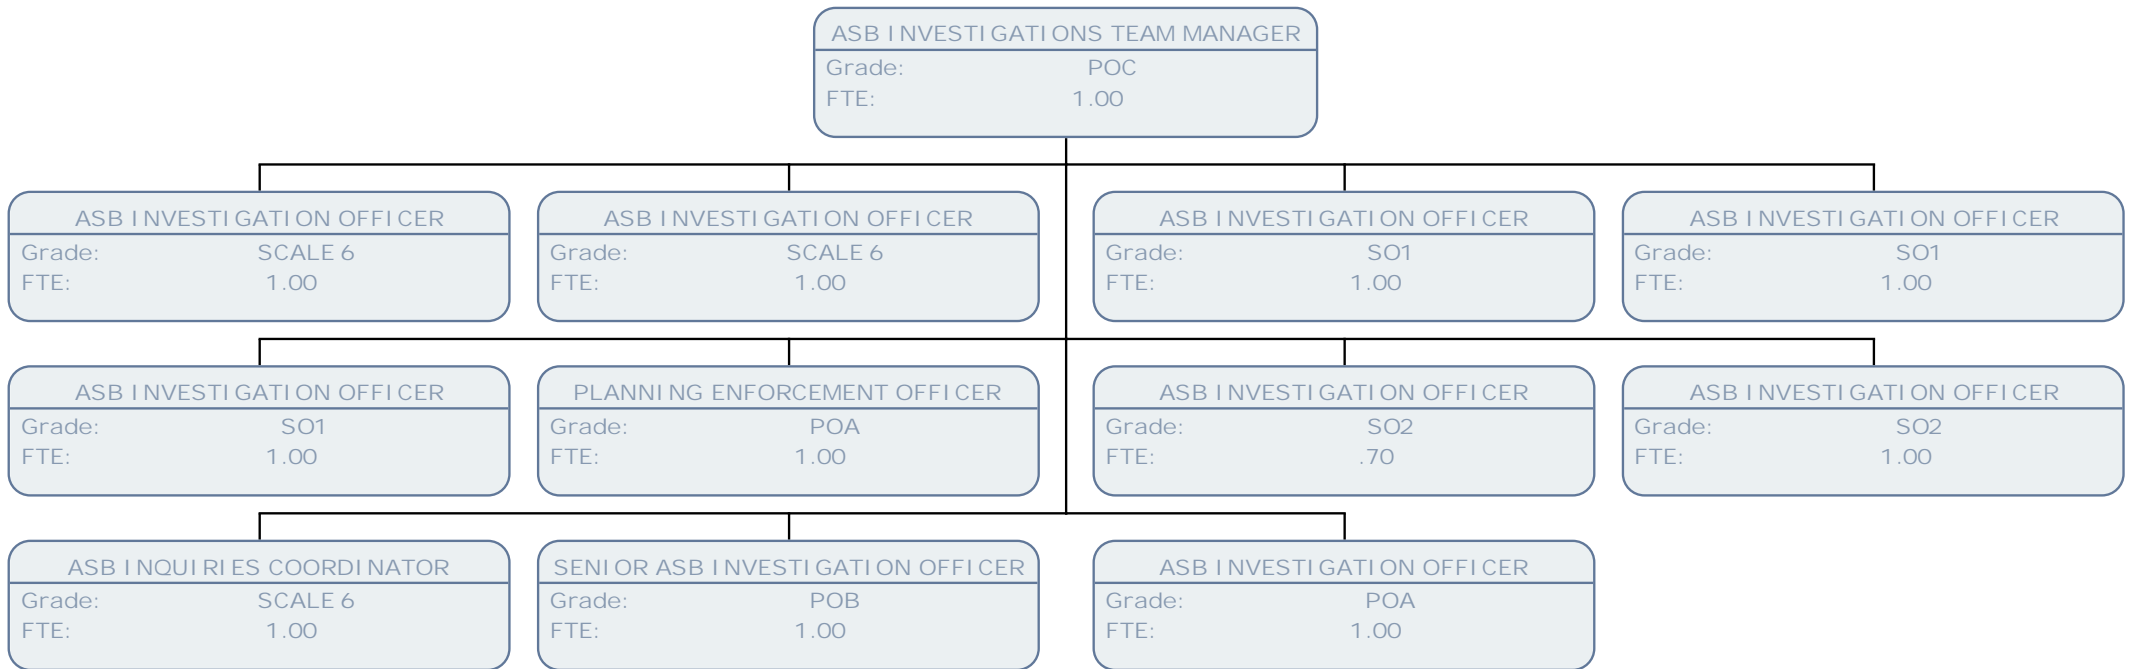 ASB INVESTIGATIONS TEAM MANAGER
Grade: POC
FTE: 1.00
ASB INVESTIGATION OFFICER
Grade: SCALE 6
FTE: 1.00
ASB INVESTIGATION OFFICER
Grade: SCALE 6
FTE: 1.00
ASB INVESTIGATION OFFICER
Grade: SO1
FTE: 1.00
ASB INVESTIGATION OFFICER
Grade: SO1
FTE: 1.00
ASB INVESTIGATION OFFICER
Grade: SO1
FTE: 1.00
PLANNING ENFORCEMENT OFFICER
Grade: POA
FTE: 1.00
ASB INVESTIGATION OFFICER
Grade: SO2
FTE: .70
ASB INVESTIGATION OFFICER
Grade: SO2
FTE: 1.00
ASB INQUIRIES COORDINATOR
Grade: SCALE 6
FTE: 1.00
SENIOR ASB INVESTIGATION OFFICER
Grade: POB
FTE: 1.00
ASB INVESTIGATION OFFICER
Grade: POA
FTE: 1.00